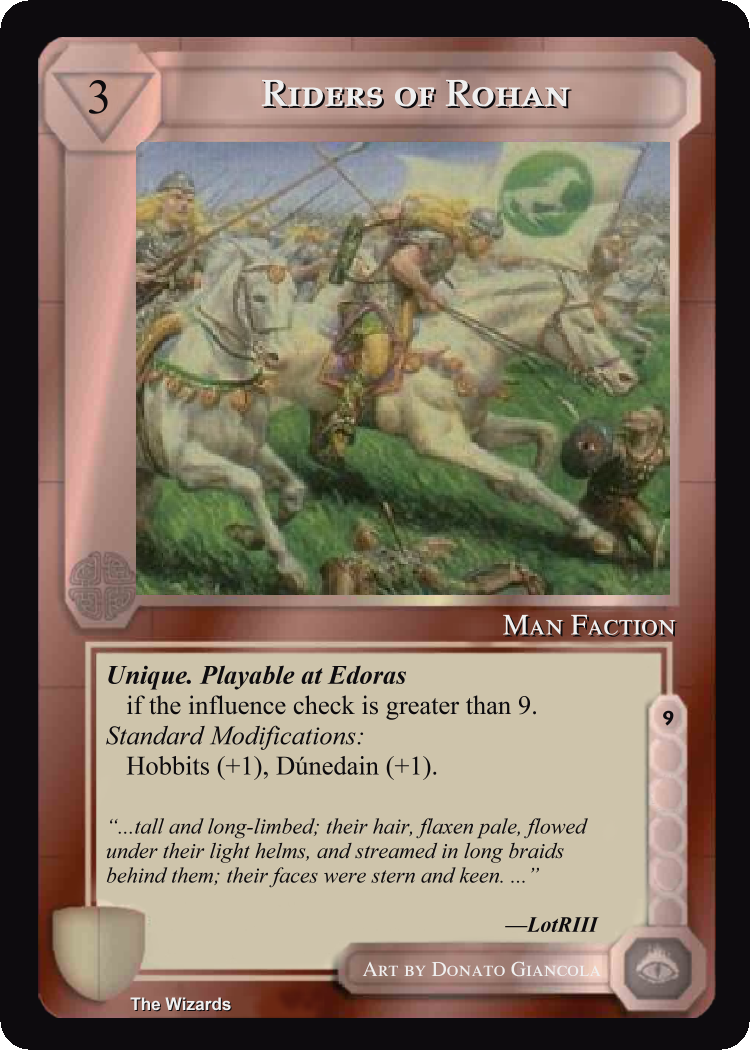 3
RIDERS OF ROHAN
MAN FACTION
Unique. Playable at Edoras
if the influence check is greater than 9.
Standard Modifications:
Hobbits (+1), Dúnedain (+1).
9
“...tall and long-limbed; their hair, flaxen pale, flowed
under their light helms, and streamed in long braids
behind them; their faces were stern and keen. ...”
—LotRIII
ART BY DONATO GIANCOLA
The Wizards